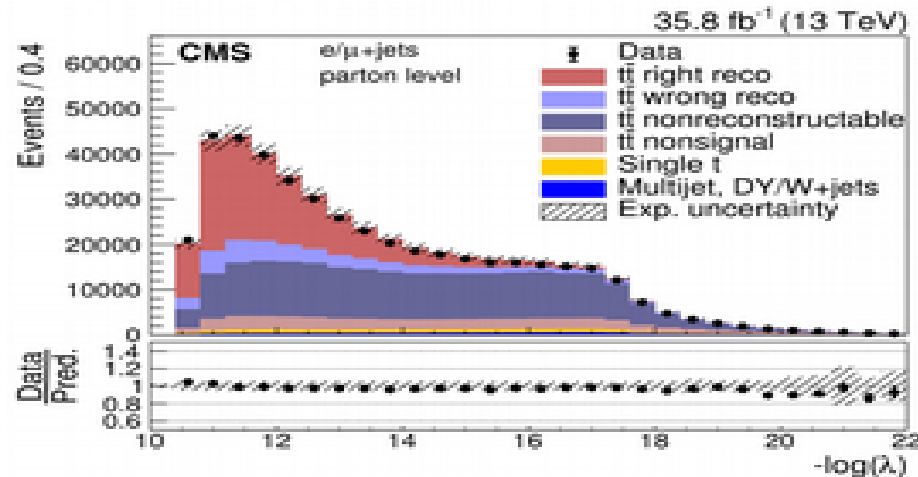 35.8 fb⁻¹ (13 TeV)
CMS
e/μ+jets
parton level
Data
tt̄ right reco
tt̄ wrong reco
tt̄ nonreconstructable
tt̄ nonsignal
Single t
Multijet, DY/W+jets
Exp. uncertainty
Events / 0.4
60000
50000
40000
30000
20000
10000
0
Data
Pred.
1.4
1.2
1
0.8
0.6
10 12 14 16 18 20 22
-log(λ)